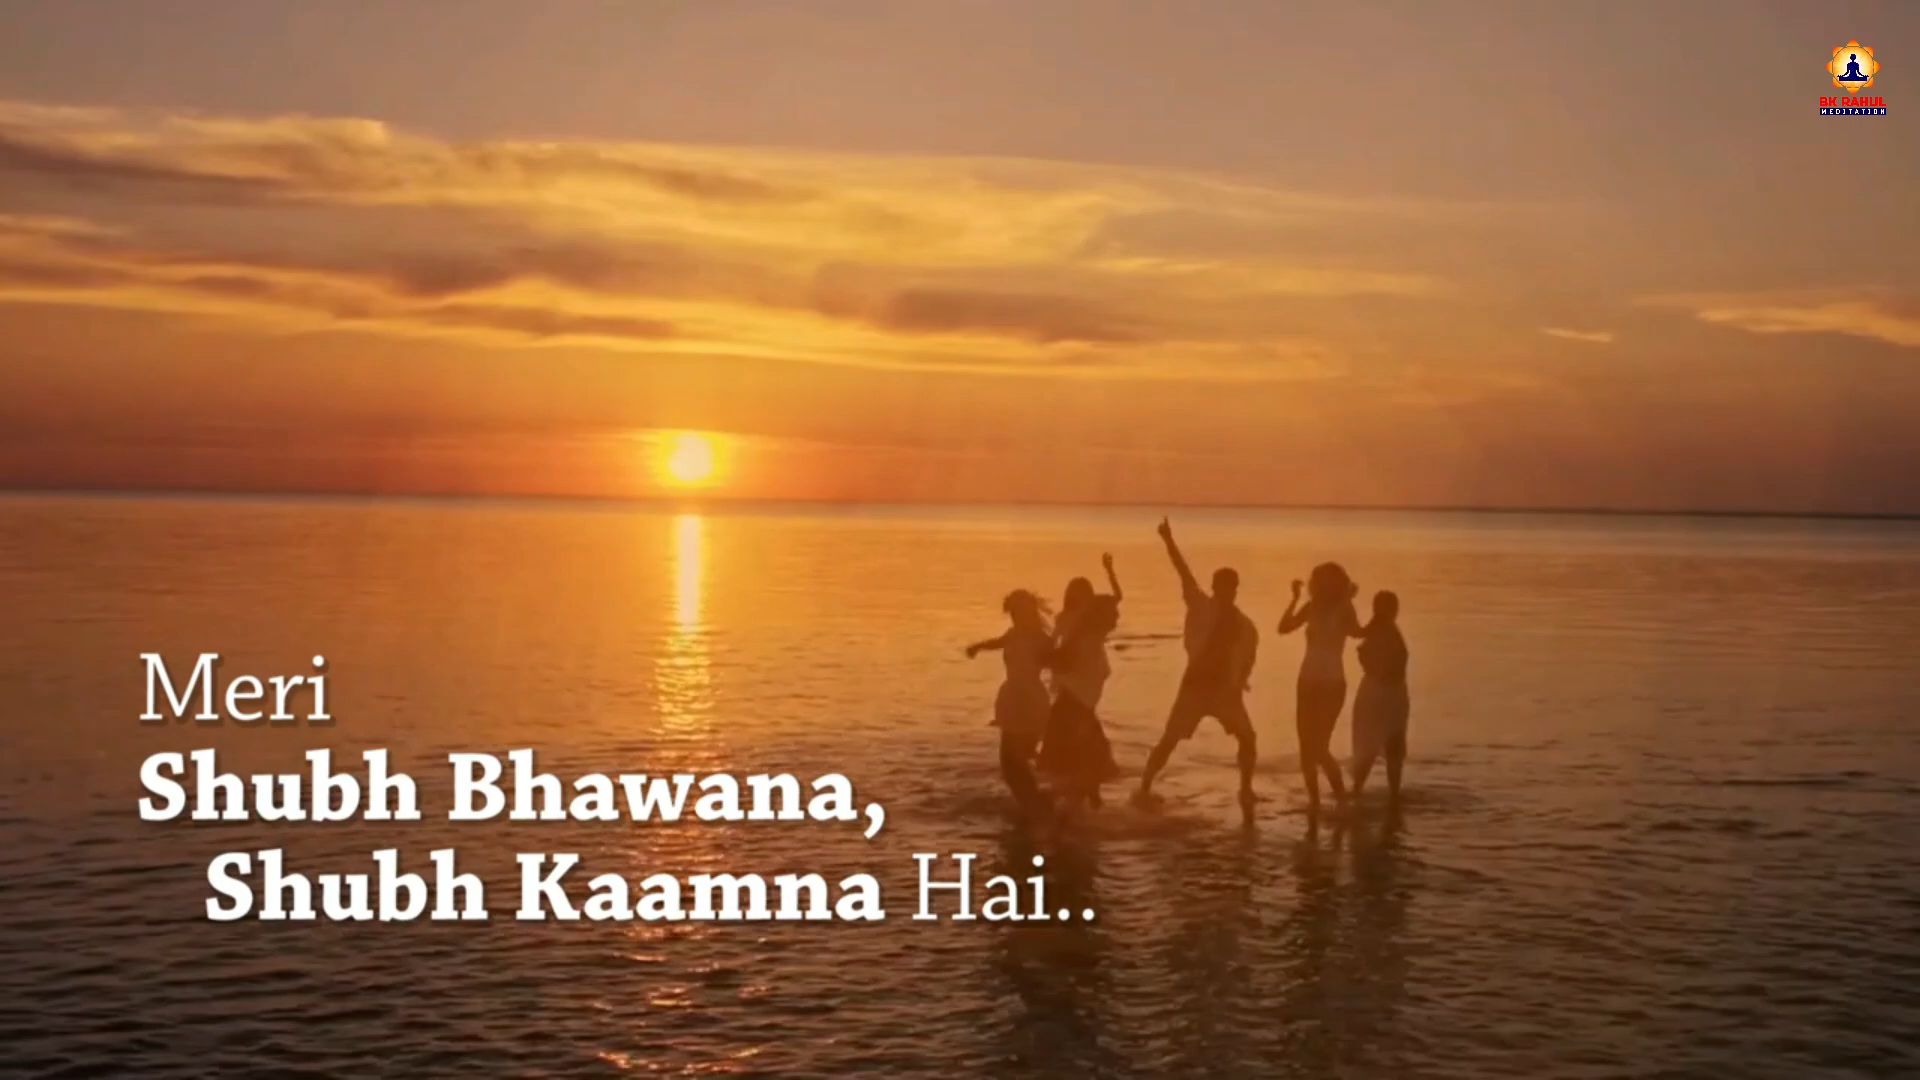 BK RAHUL
MEDITATION
Meri
Shubh Bhawana,
Shubh Kaamna Hai..